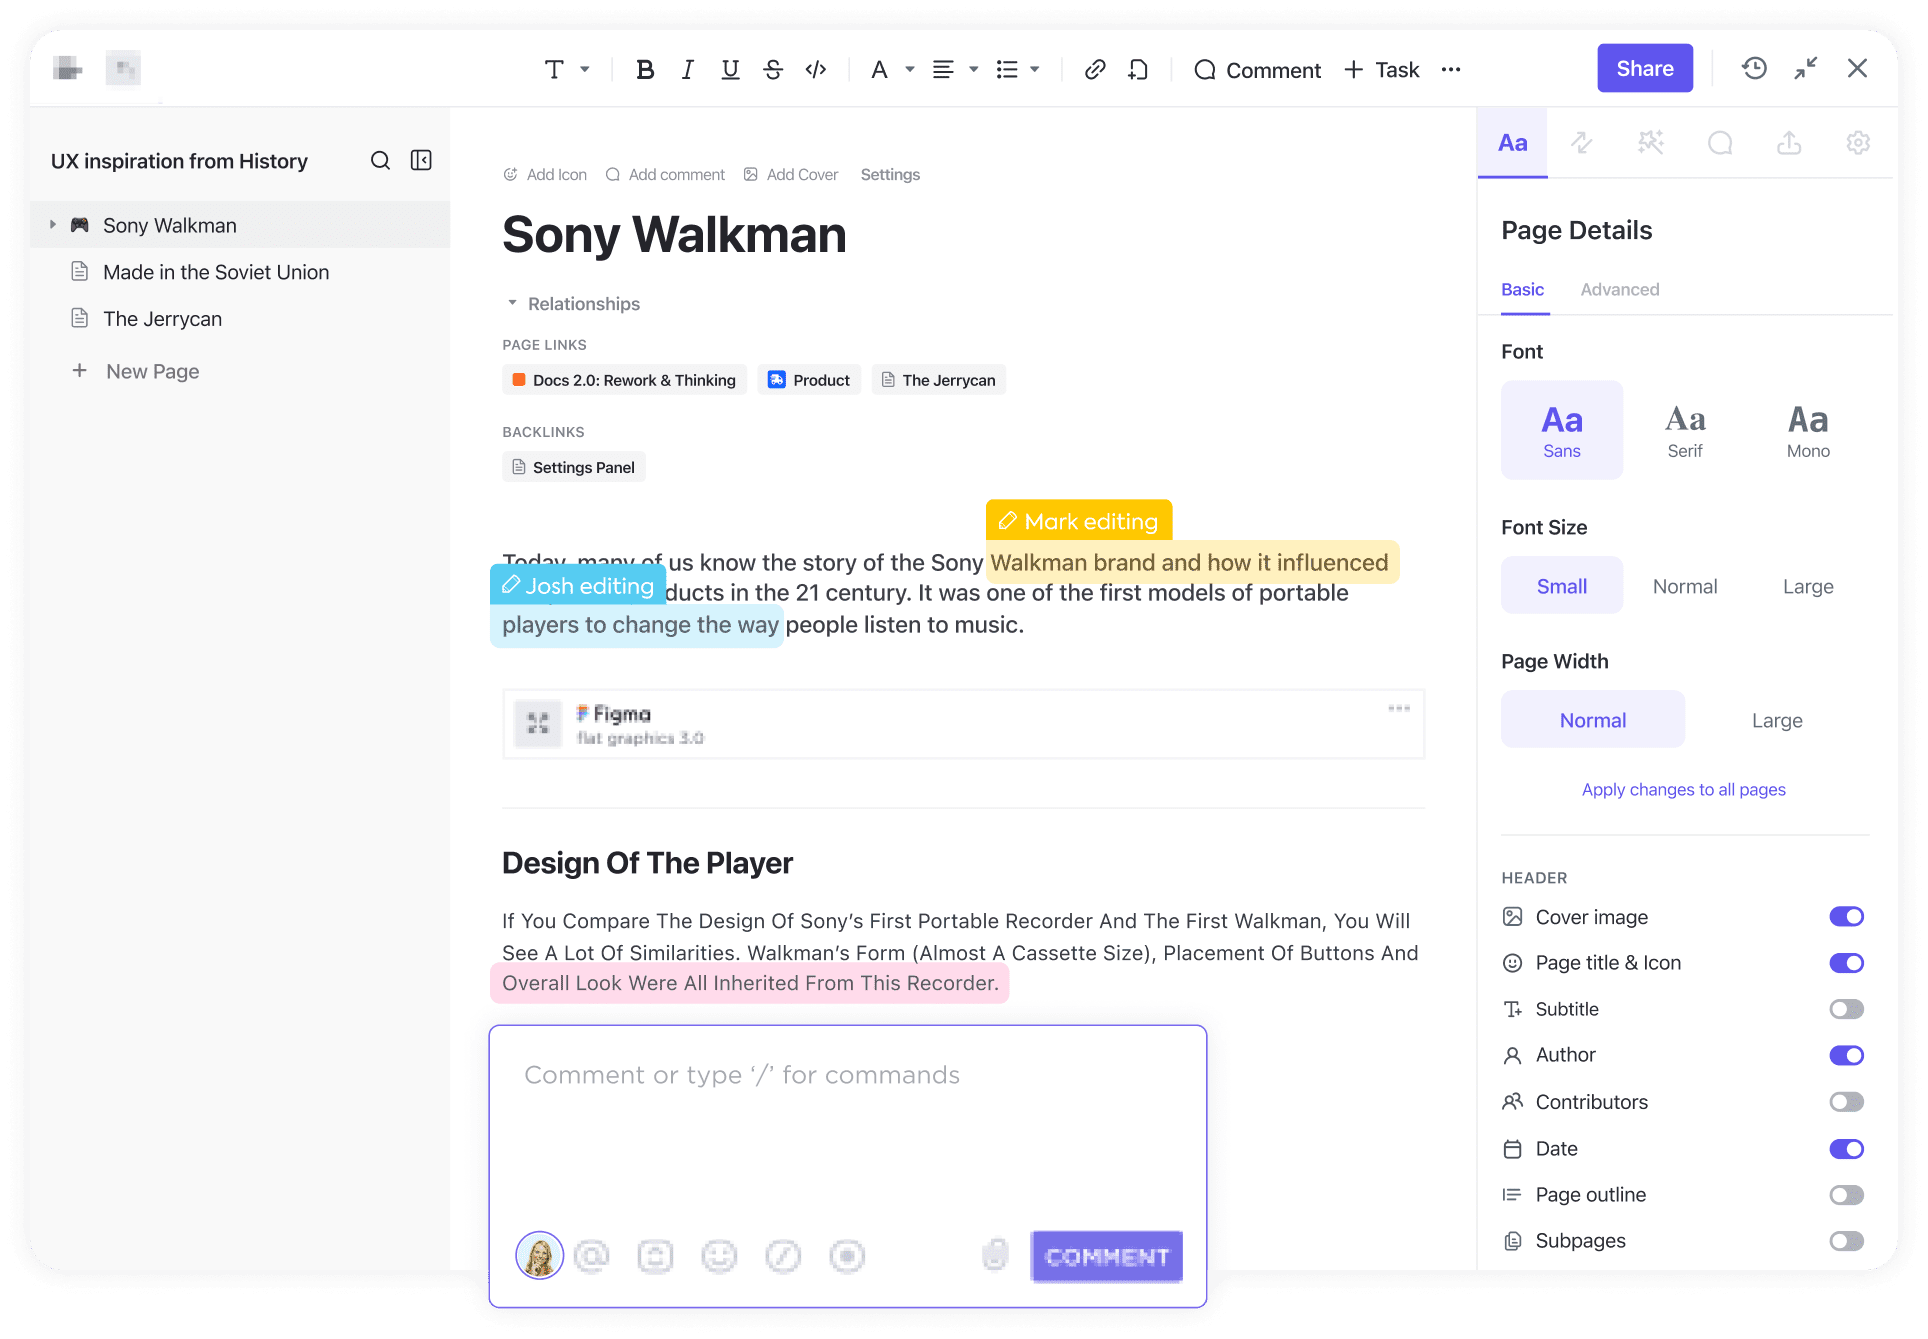 Comment
Task
Share
UX inspiration from History
Sony Walkman
Made in the Soviet Union
The Jerrycan
New Page
Add Icon Add comment Add Cover Settings
Sony Walkman
Relationships
PAGE LINKS
Docs 2.0: Rework & Thinking Product The Jerrycan
BACKLINKS
Settings Panel
Mark editing
Today, many of us know the story of the Sony Walkman brand and how it influenced
Josh editing
ducts in the 21 century. It was one of the first models of portable
players to change the way people listen to music.
Figma
flat graphics 3.0
Design Of The Player
If You Compare The Design Of Sony’s First Portable Recorder And The First Walkman, You Will
See A Lot Of Similarities. Walkman’s Form (Almost A Cassette Size), Placement Of Buttons And
Overall Look Were All Inherited From This Recorder.
Comment or type ‘/’ for commands
COMMENT
Aa
Page Details
Basic Advanced
Font
Aa Aa Aa
Sans Serif Mono
Font Size
Small Normal Large
Page Width
Normal Large
Apply changes to all pages
HEADER
Cover image
Page title & Icon
Subtitle
Author
Contributors
Date
Page outline
Subpages